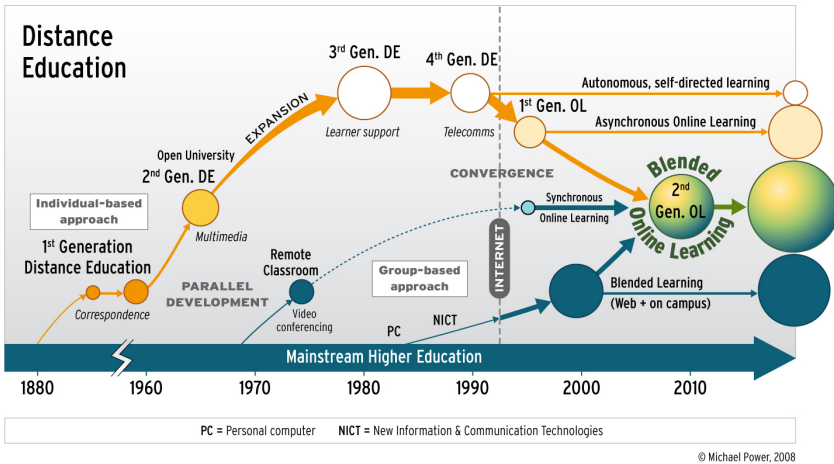 Distance
Education
3rd Gen. DE
4th Gen. DE
1st Gen. OL
Autonomous, self-directed learning
Asynchronous Online Learning
EXPANSION
Learner support
Telecomms
Open University
2nd Gen. DE
Multimedia
CONVERGENCE
Blended
Online Learning
2nd
Gen. OL
Individual-based
approach
Synchronous
Online Learning
1st Generation
Distance Education
Correspondence
PARALLEL
DEVELOPMENT
Remote
Classroom
Video
conferencing
Group-based
approach
INTERNET
PC
NICT
Blended Learning
(Web + on campus)
Mainstream Higher Education
1880
1960
1970
1980
1990
2000
2010
PC = Personal computer NICT = New Information & Communication Technologies
© Michael Power, 2008